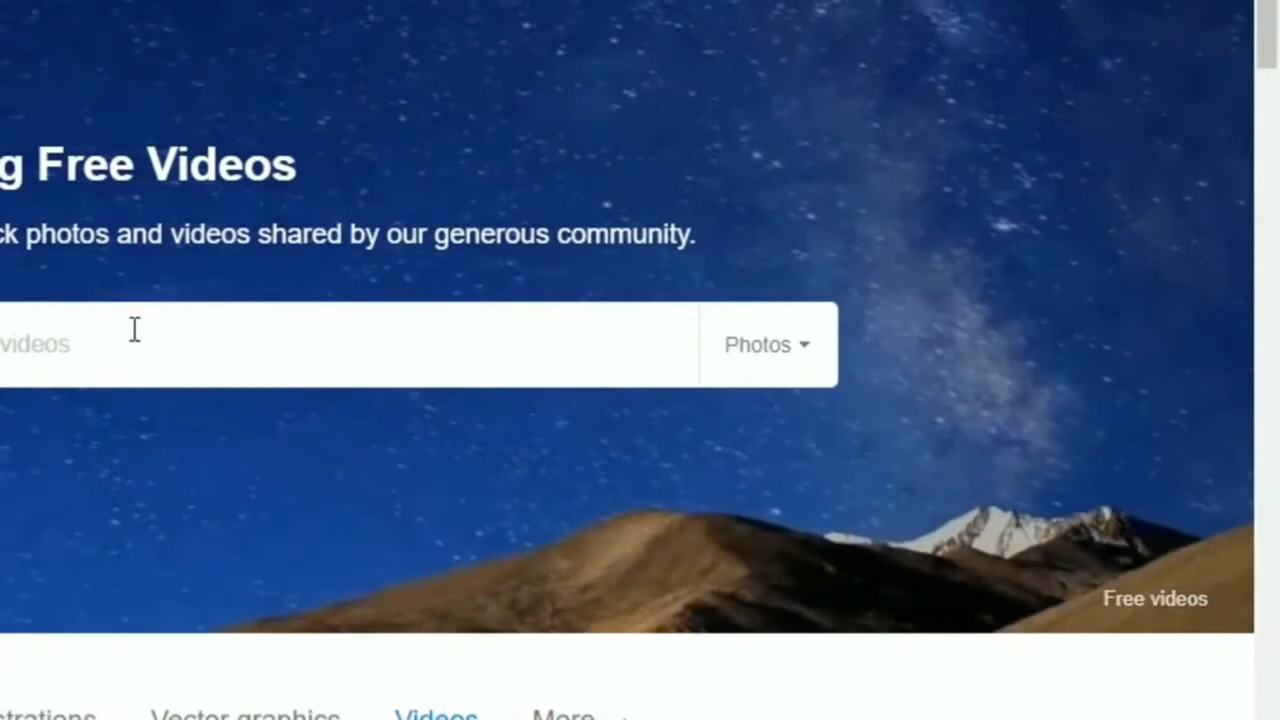 g Free Videos
ck photos and videos shared by our generous community.
videos
Photos
Free videos
strations
Vector graphics
Videos
More